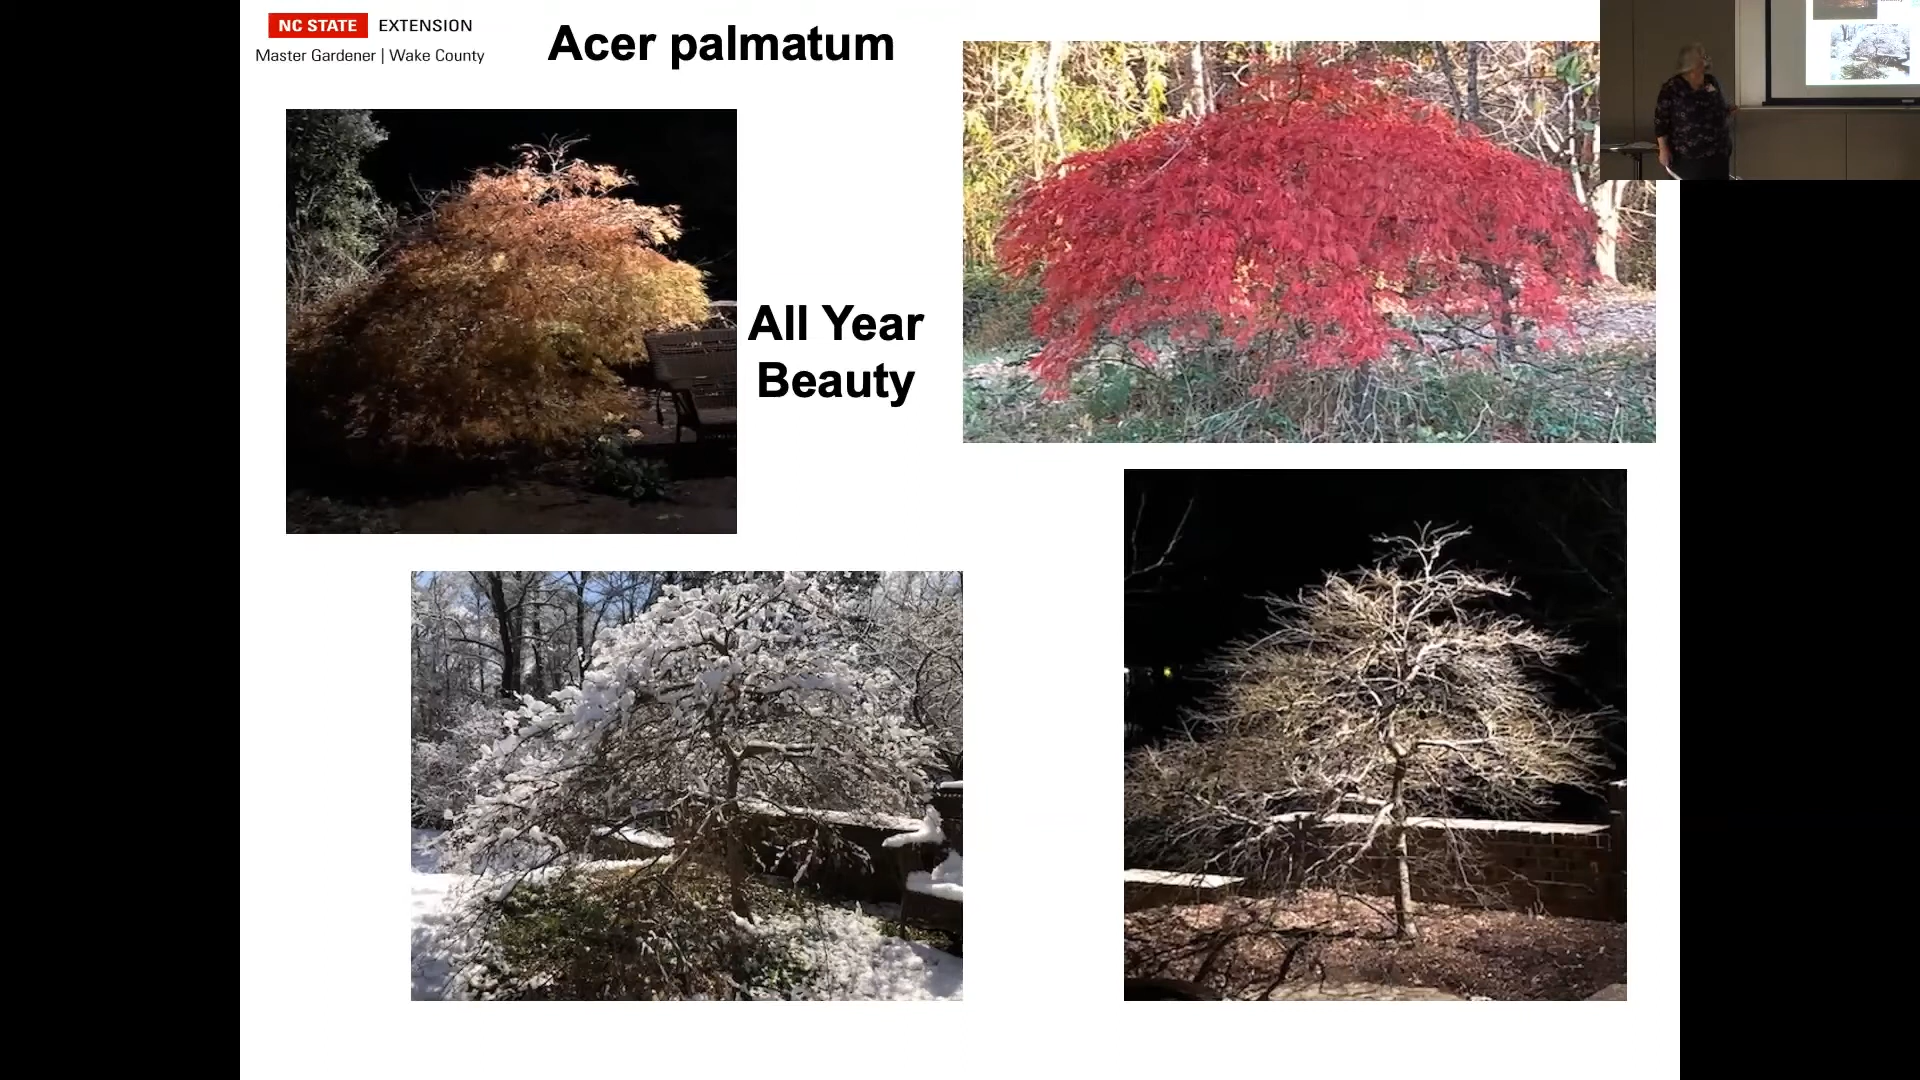 NC STATE EXTENSION
Master Gardener | Wake County
Acer palmatum
All Year
Beauty